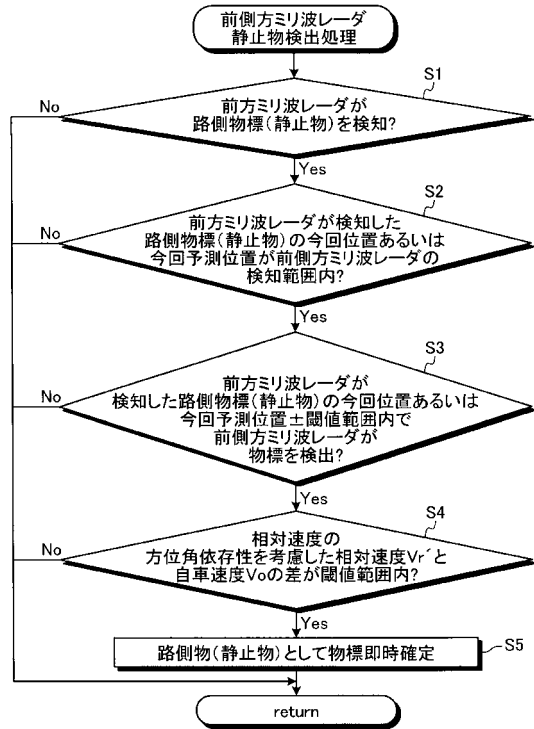 前側方ミリ波レーダ
静止物検出処理
S1
No
前方ミリ波レーダが
路側物標(静止物)を検知?
Yes
S2
前方ミリ波レーダが検知した
No
路側物標(静止物)の今回位置あるいは
今回予測位置が前側方ミリ波レーダの
検知範囲内?
Yes
S3
前方ミリ波レーダが
検知した路側物標(静止物)の今回位置あるいは
No
今回予測位置±閾値範囲内で
前側方ミリ波レーダが
物標を検出?
Yes
S4
相対速度の
No
方位角依存性を考慮した相対速度Vr´と
自車速度Voの差が閾値範囲内?
Yes
S5
路側物(静止物)として物標即時確定
return